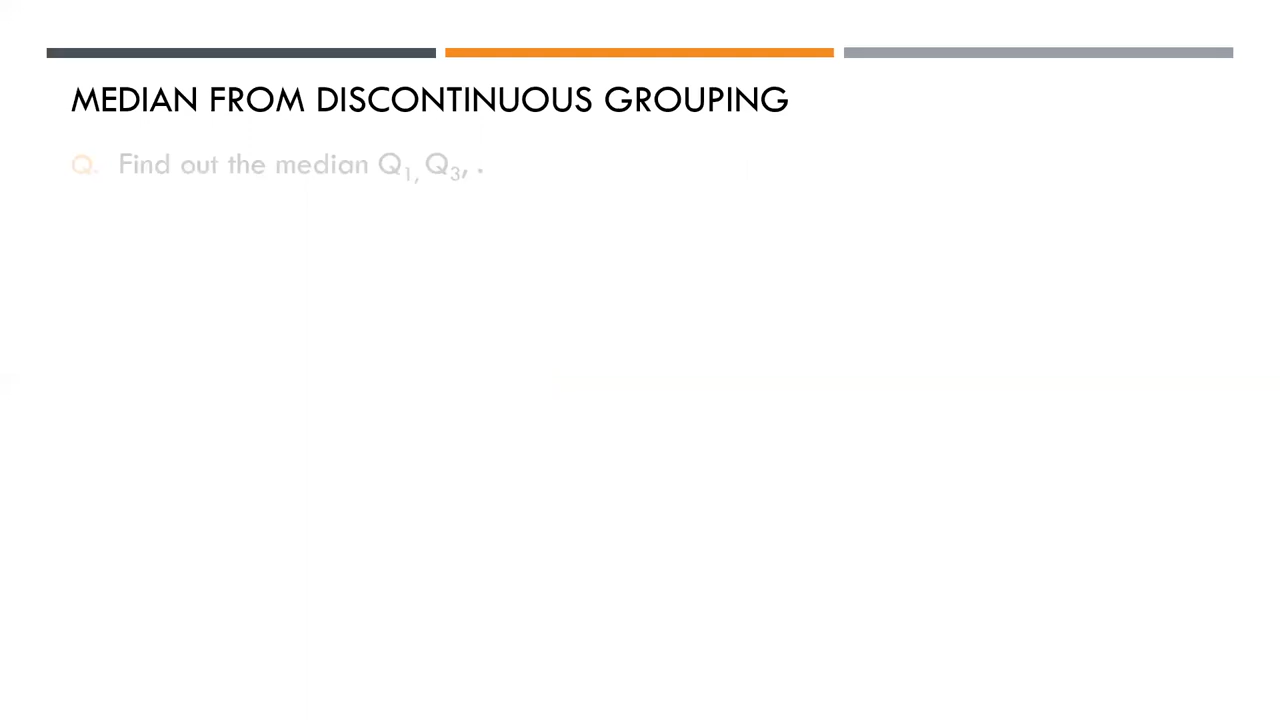 MEDIAN FROM DISCONTINUOUS GROUPING
Q. Find out the median Q1, Q3, .